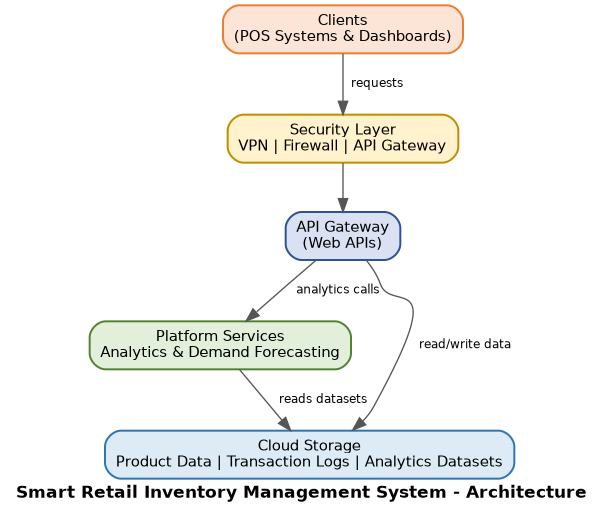 Clients
(POS Systems & Dashboards)
requests
Security Layer
VPN | Firewall | API Gateway
API Gateway
(Web APIs)
analytics calls
Platform Services
Analytics & Demand Forecasting
read/write data
reads datasets
Cloud Storage
Product Data | Transaction Logs | Analytics Datasets
Smart Retail Inventory Management System - Architecture